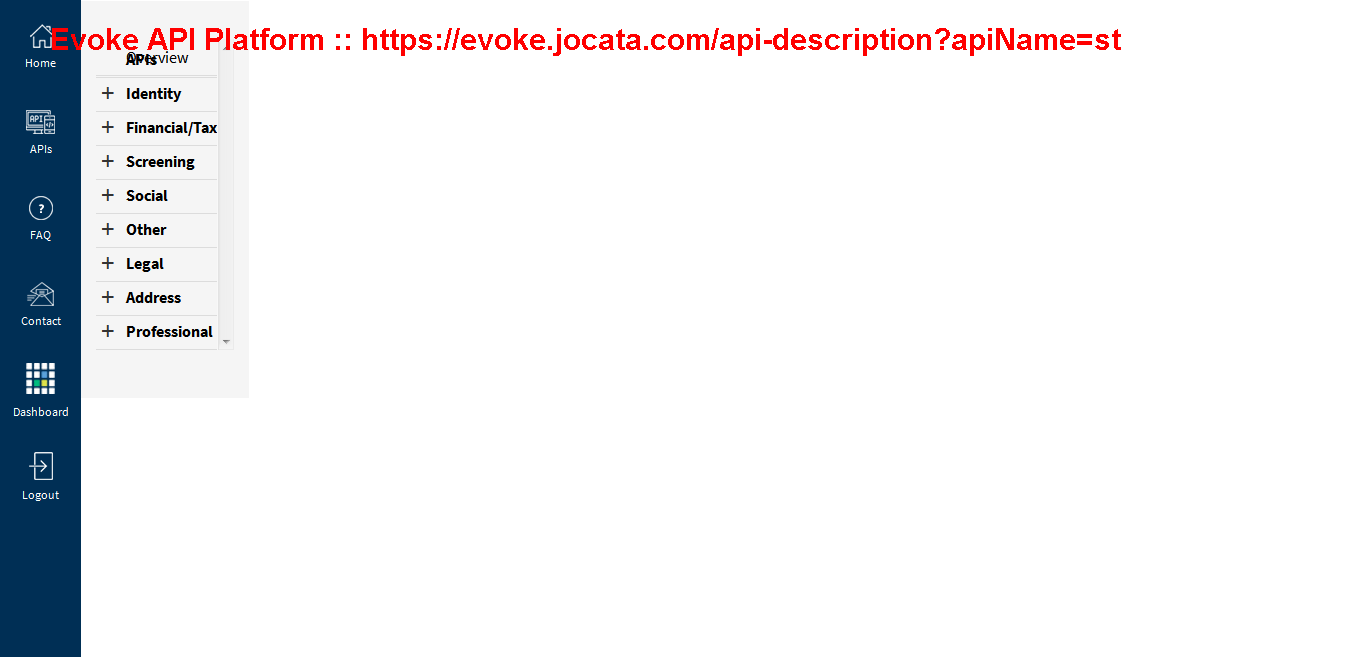 Evoke API Platform :: https://evoke.jocata.com/api-description?apiName=st
Home
APIs
FAQ
Contact
Dashboard
Logout
Overview
APIs
Identity
Financial/Tax
Screening
Social
Other
Legal
Address
Professional